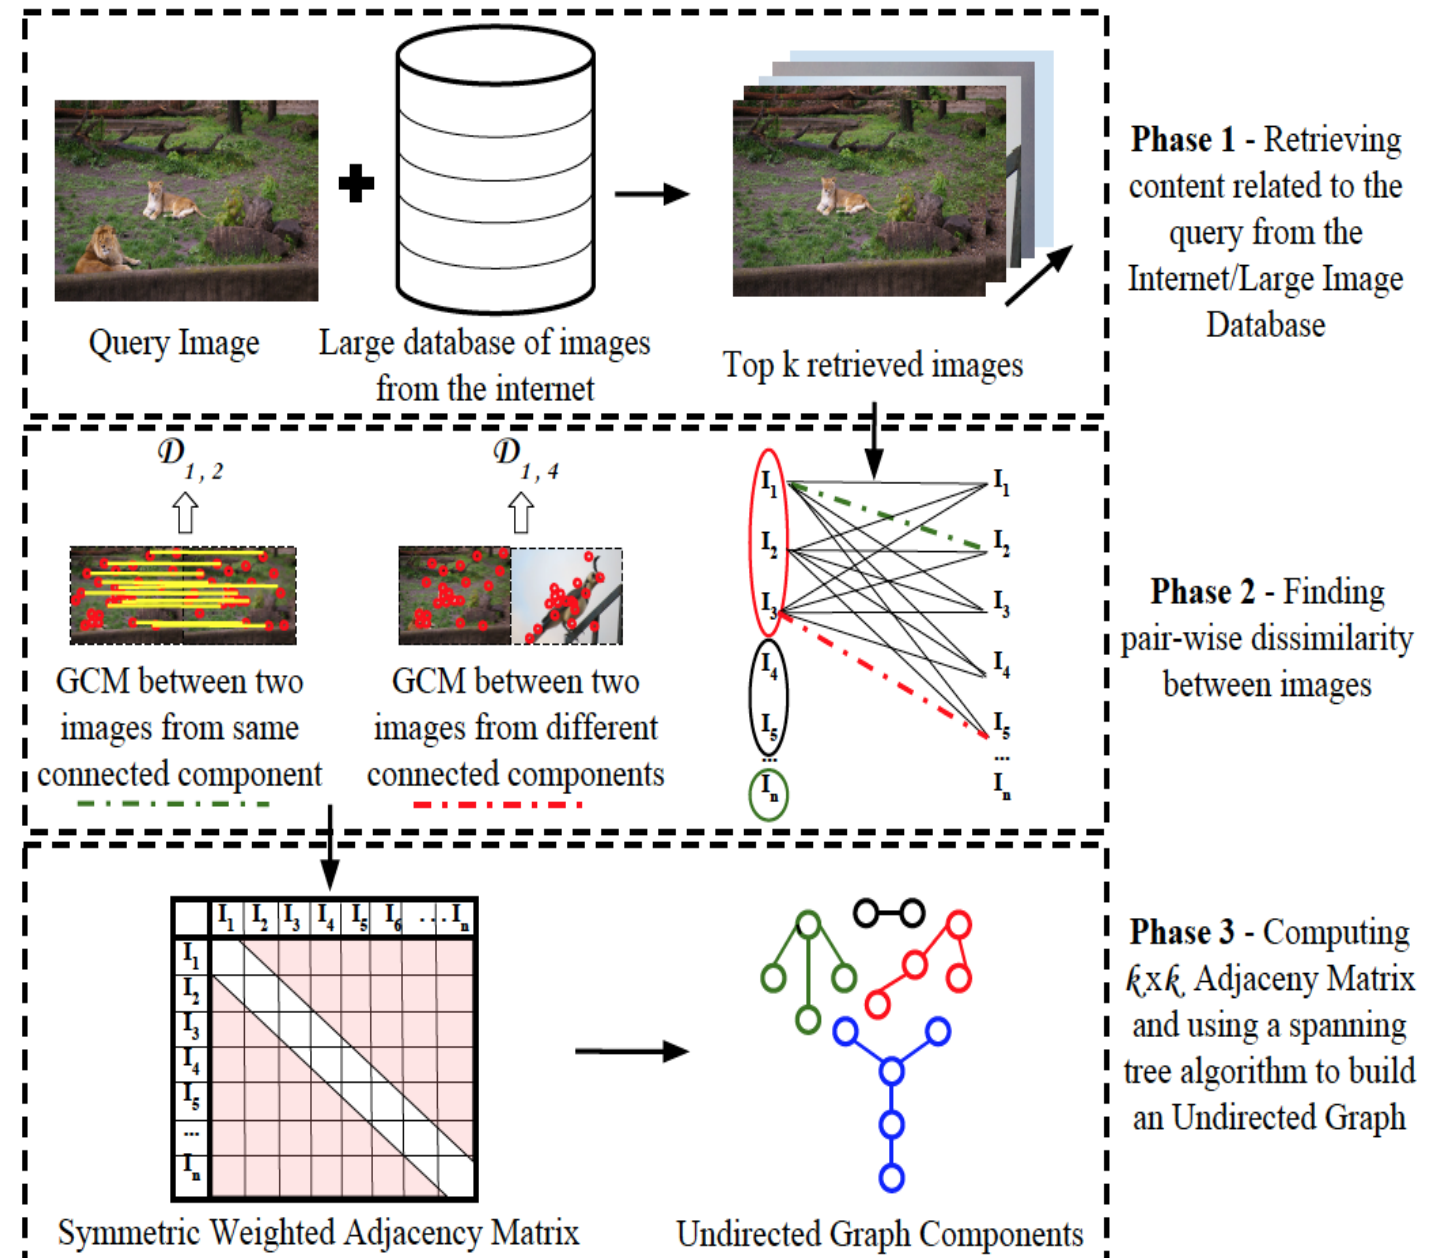 Query Image
Large database of images
from the internet
Top k retrieved images
Phase 1 - Retrieving
content related to the
query from the
Internet/Large Image
Database
𝒟1,2
𝒟1,4
GCM between two
images from same
connected component
GCM between two
images from different
connected components
I1
I2
I3
I4
I5
...
In
I1
I2
I3
I4
I5
...
In
Phase 2 - Finding
pair-wise dissimilarity
between images
I1 I2 I3 I4 I5 I6 ... In
I1
I2
I3
I4
I5
...
In
Symmetric Weighted Adjacency Matrix
Undirected Graph Components
Phase 3 - Computing
kxk Adjaceny Matrix
and using a spanning
tree algorithm to build
an Undirected Graph